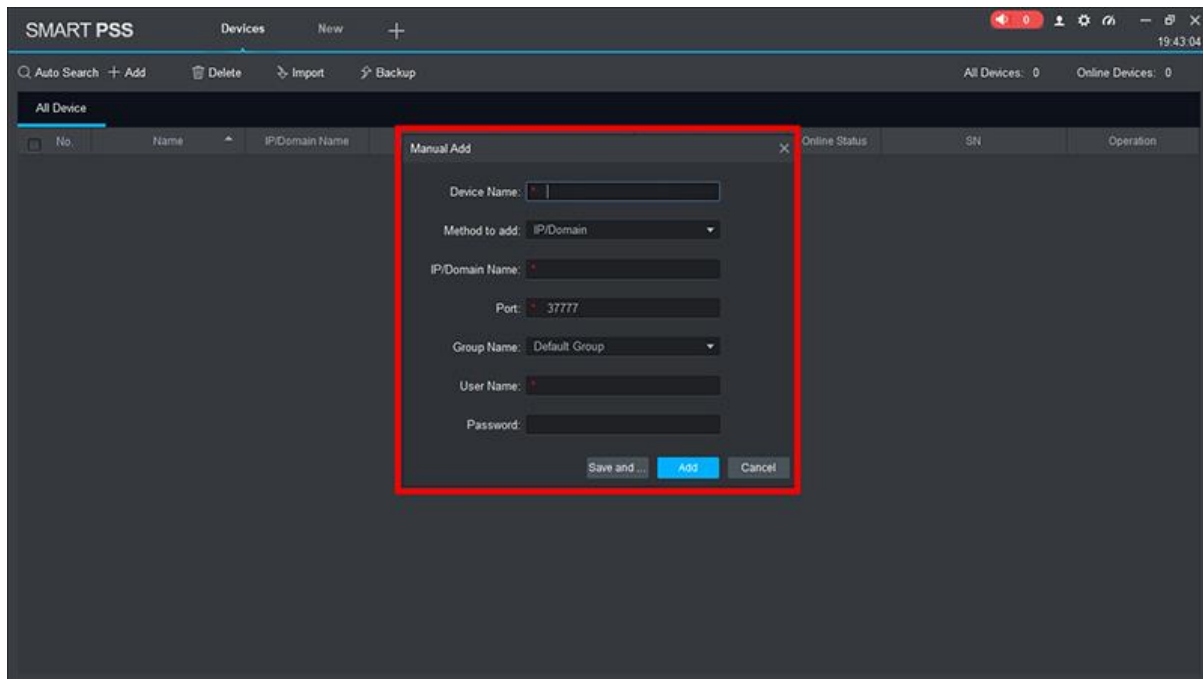 SMART PSS Devices New + 0
19:43:04
Auto Search + Add Delete Import Backup All Devices: 0 Online Devices: 0
All Device
No. Name IP/Domain Name Online Status SN Operation
Manual Add
Device Name: *
Method to add: IP/Domain
IP/Domain Name: *
Port: * 37777
Group Name: Default Group
User Name: *
Password:
Save and ... Add Cancel